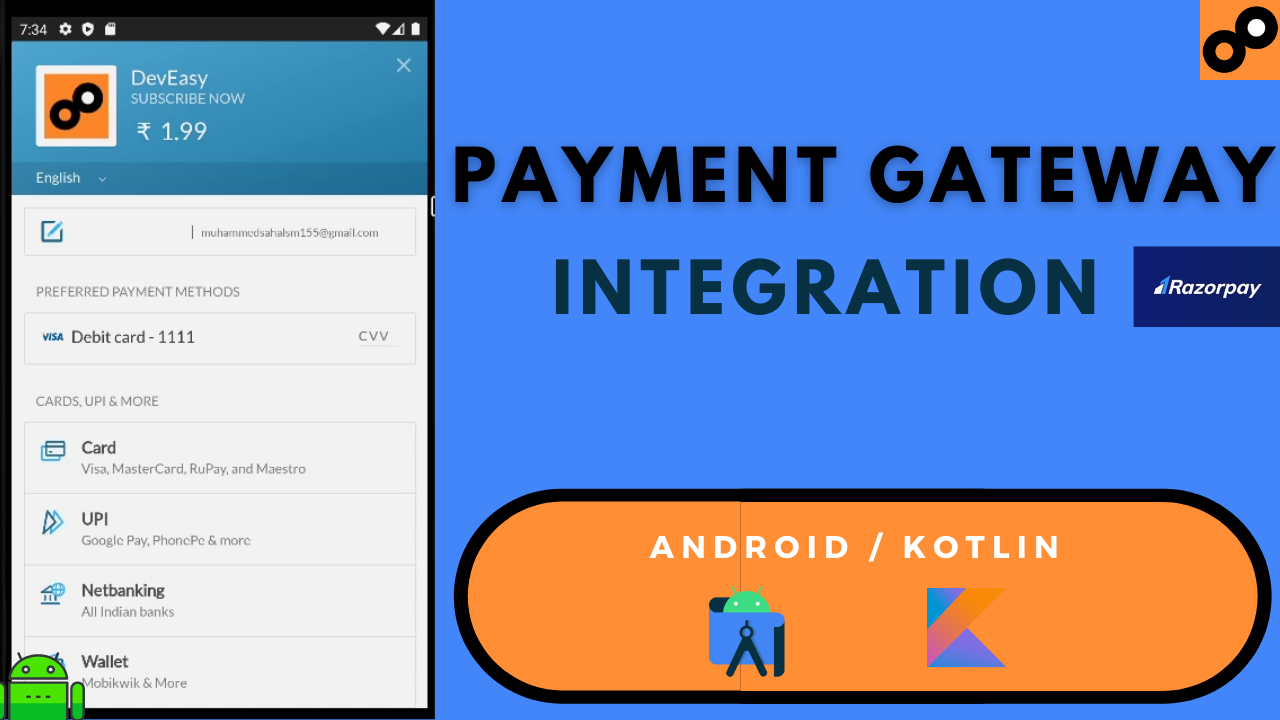 7:34
DevEasy
SUBSCRIBE NOW
₹ 1.99
English
| muhammedsahalsm155@gmail.com
PREFERRED PAYMENT METHODS
VISA Debit card - 1111 CVV
CARDS, UPI & MORE
Card
Visa, MasterCard, RuPay, and Maestro
UPI
Google Pay, PhonePe & more
Netbanking
All Indian banks
Wallet
Mobikwik & More
PAYMENT GATEWAY
INTEGRATION
Razorpay
ANDROID / KOTLIN